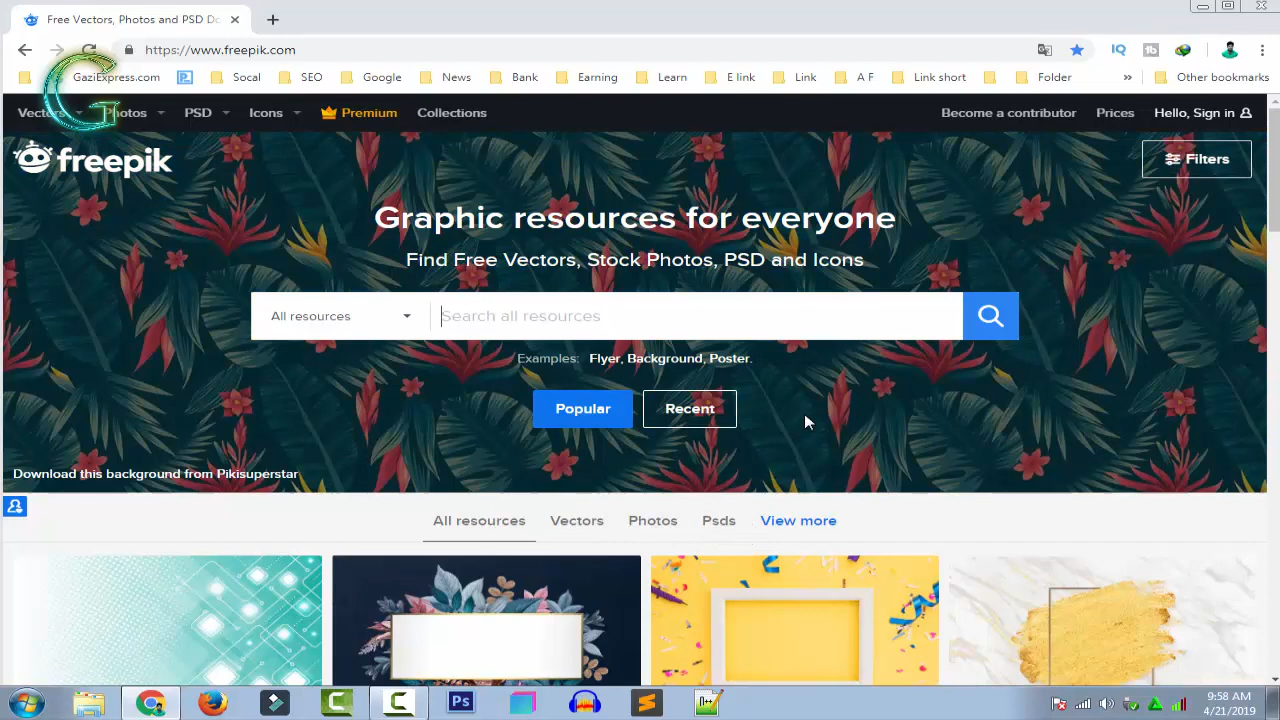 Free Vectors, Photos and PSD Do
https://www.freepik.com
GaziExpress.com
Socal
SEO
Google
News
Bank
Earning
Learn
E link
Link
A F
Link short
Folder
»
Other bookmarks
Vectors
Photos
PSD
Icons
Premium
Collections
Become a contributor
Prices
Hello, Sign in
G
freepik
Filters
Graphic resources for everyone
Find Free Vectors, Stock Photos, PSD and Icons
All resources
Search all resources
Examples: Flyer, Background, Poster.
Popular
Recent
Download this background from Pikisuperstar
All resources
Vectors
Photos
Psds
View more
IQ
tb
Ps
9:58 AM
4/21/2019